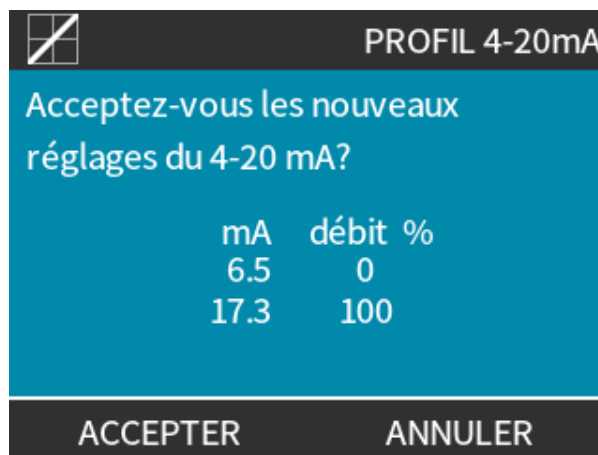 PROFIL 4-20mA
Acceptez-vous les nouveaux
réglages du 4-20 mA?
mA débit %
6.5 0
17.3 100
ACCEPTER ANNULER